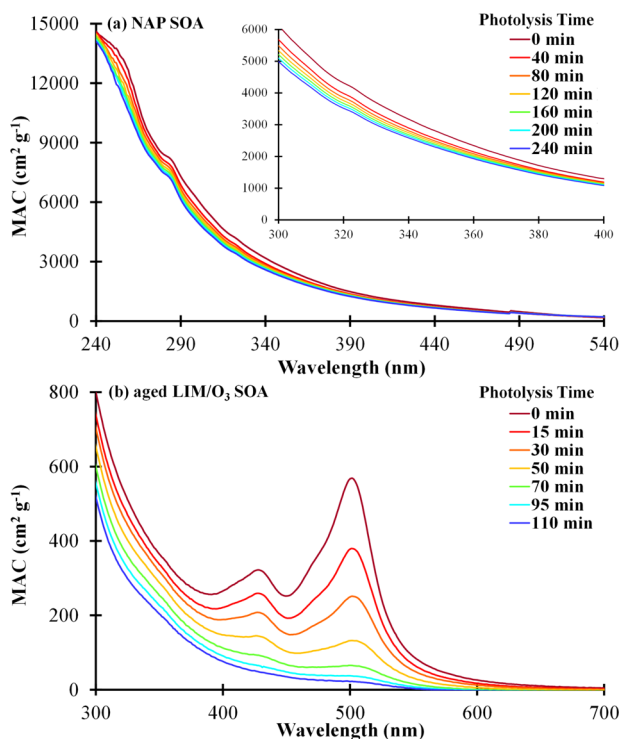 (a) NAP SOA
MAC (cm² g⁻¹)
15000
12000
9000
6000
3000
0
240
290
340
390
440
490
540
Wavelength (nm)
6000
5000
4000
3000
2000
1000
0
300
320
340
360
380
400
Photolysis Time
0 min
40 min
80 min
120 min
160 min
200 min
240 min
(b) aged LIM/O₃ SOA
MAC (cm² g⁻¹)
800
600
400
200
0
300
400
500
600
700
Wavelength (nm)
Photolysis Time
0 min
15 min
30 min
50 min
70 min
95 min
110 min